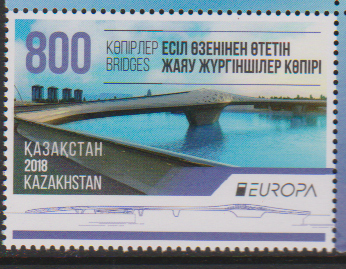 800
КӨПІРЛЕР
BRIDGES
ЕСІЛ ӨЗЕНІНЕН ӨТЕТІН
ЖАЯУ ЖҮРГІНШІЛЕР КӨПІРІ
ҚАЗАҚСТАН
2018
KAZAKHSTAN
EUROPA